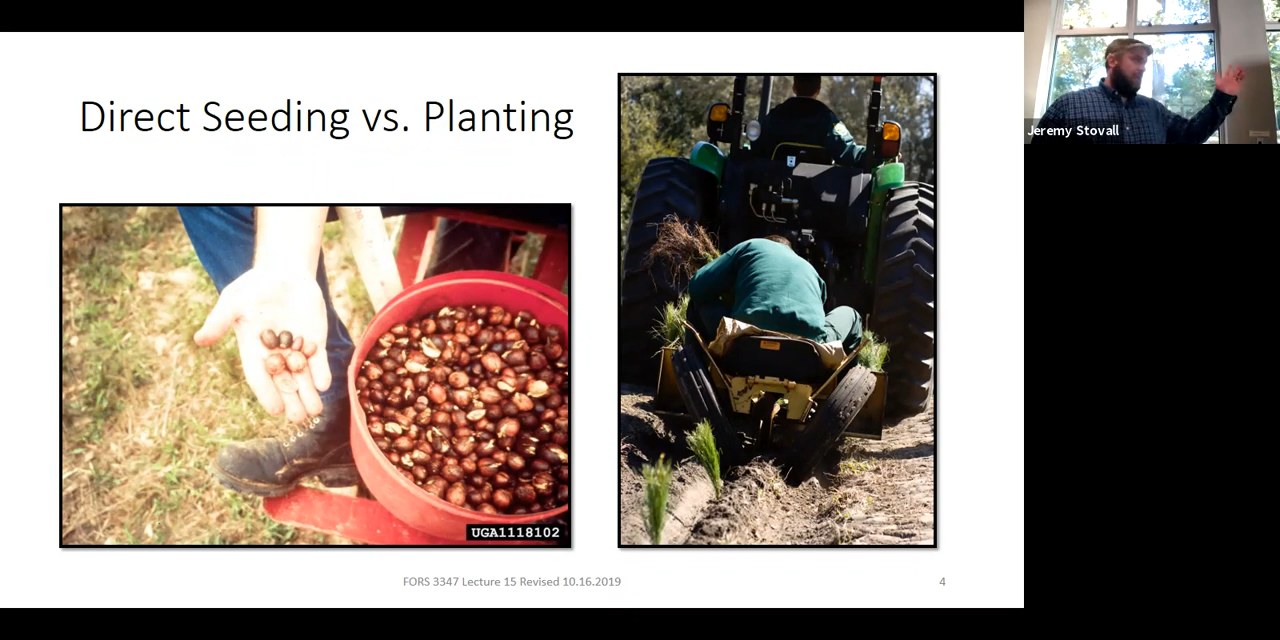 Direct Seeding vs. Planting
UGA1118102
FORS 3347 Lecture 15 Revised 10.16.2019
4
Jeremy Stovall